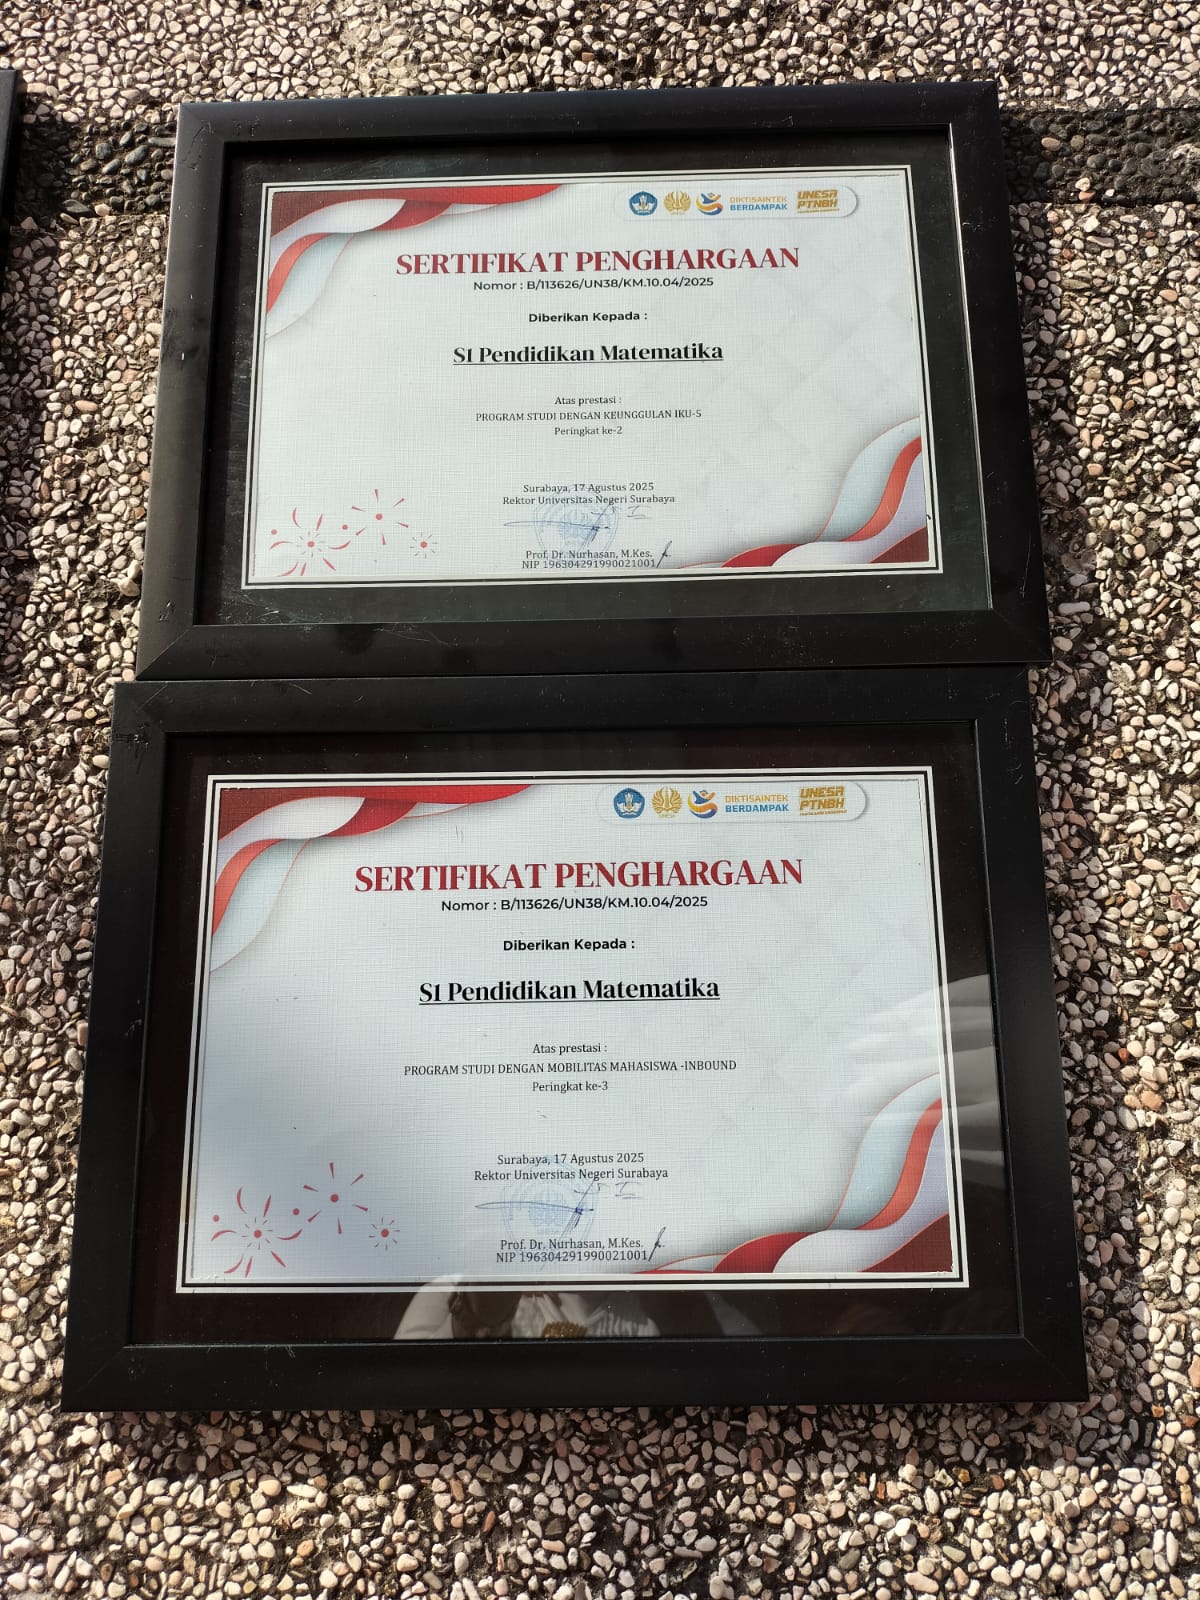 DIKTISAINTEK
BERDAMPAK
UNESA
PTNBH
SERTIFIKAT PENGHARGAAN
Nomor : B/113626/UN38/KM.10.04/2025
Diberikan Kepada :
S1 Pendidikan Matematika
Atas prestasi :
PROGRAM STUDI DENGAN KEUNGGULAN IKU-5
Peringkat ke-2
Surabaya, 17 Agustus 2025
Rektor Universitas Negeri Surabaya
Prof. Dr. Nurhasan, M.Kes.
NIP 196304291990021001
UNESA
DIKTISAINTEK
BERDAMPAK
UNESA
PTNBH
SERTIFIKAT PENGHARGAAN
Nomor : B/113626/UN38/KM.10.04/2025
Diberikan Kepada :
S1 Pendidikan Matematika
Atas prestasi :
PROGRAM STUDI DENGAN MOBILITAS MAHASISWA -INBOUND
Peringkat ke-3
Surabaya, 17 Agustus 2025
Rektor Universitas Negeri Surabaya
Prof. Dr. Nurhasan, M.Kes.
NIP 196304291990021001